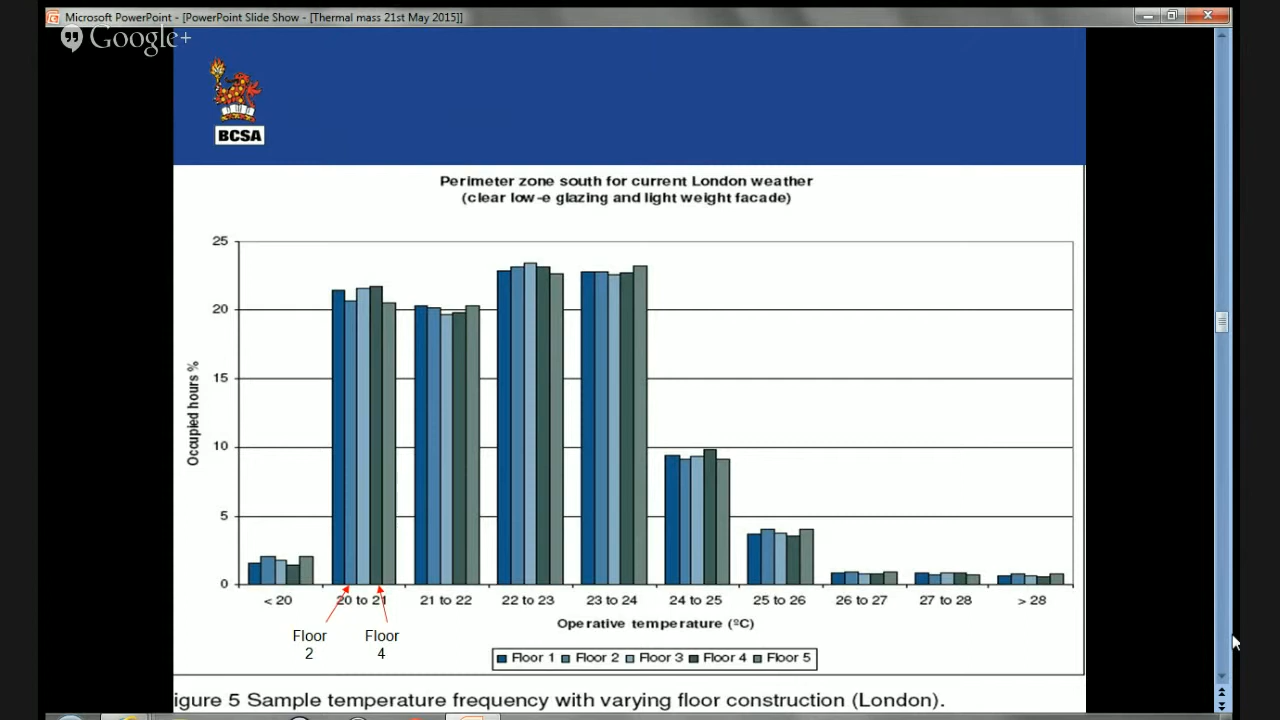 Microsoft PowerPoint - [PowerPoint Slide Show - [Thermal mass 21st May 2015]]
Google+
BCSA
Perimeter zone south for current London weather
(clear low-e glazing and light weight facade)
25
20
15
10
5
0
Occupied hours %
< 20
20 to 21
21 to 22
22 to 23
23 to 24
24 to 25
25 to 26
26 to 27
27 to 28
> 28
Operative temperature (ºC)
Floor
2
Floor
4
Floor 1
Floor 2
Floor 3
Floor 4
Floor 5
igure 5 Sample temperature frequency with varying floor construction (London).